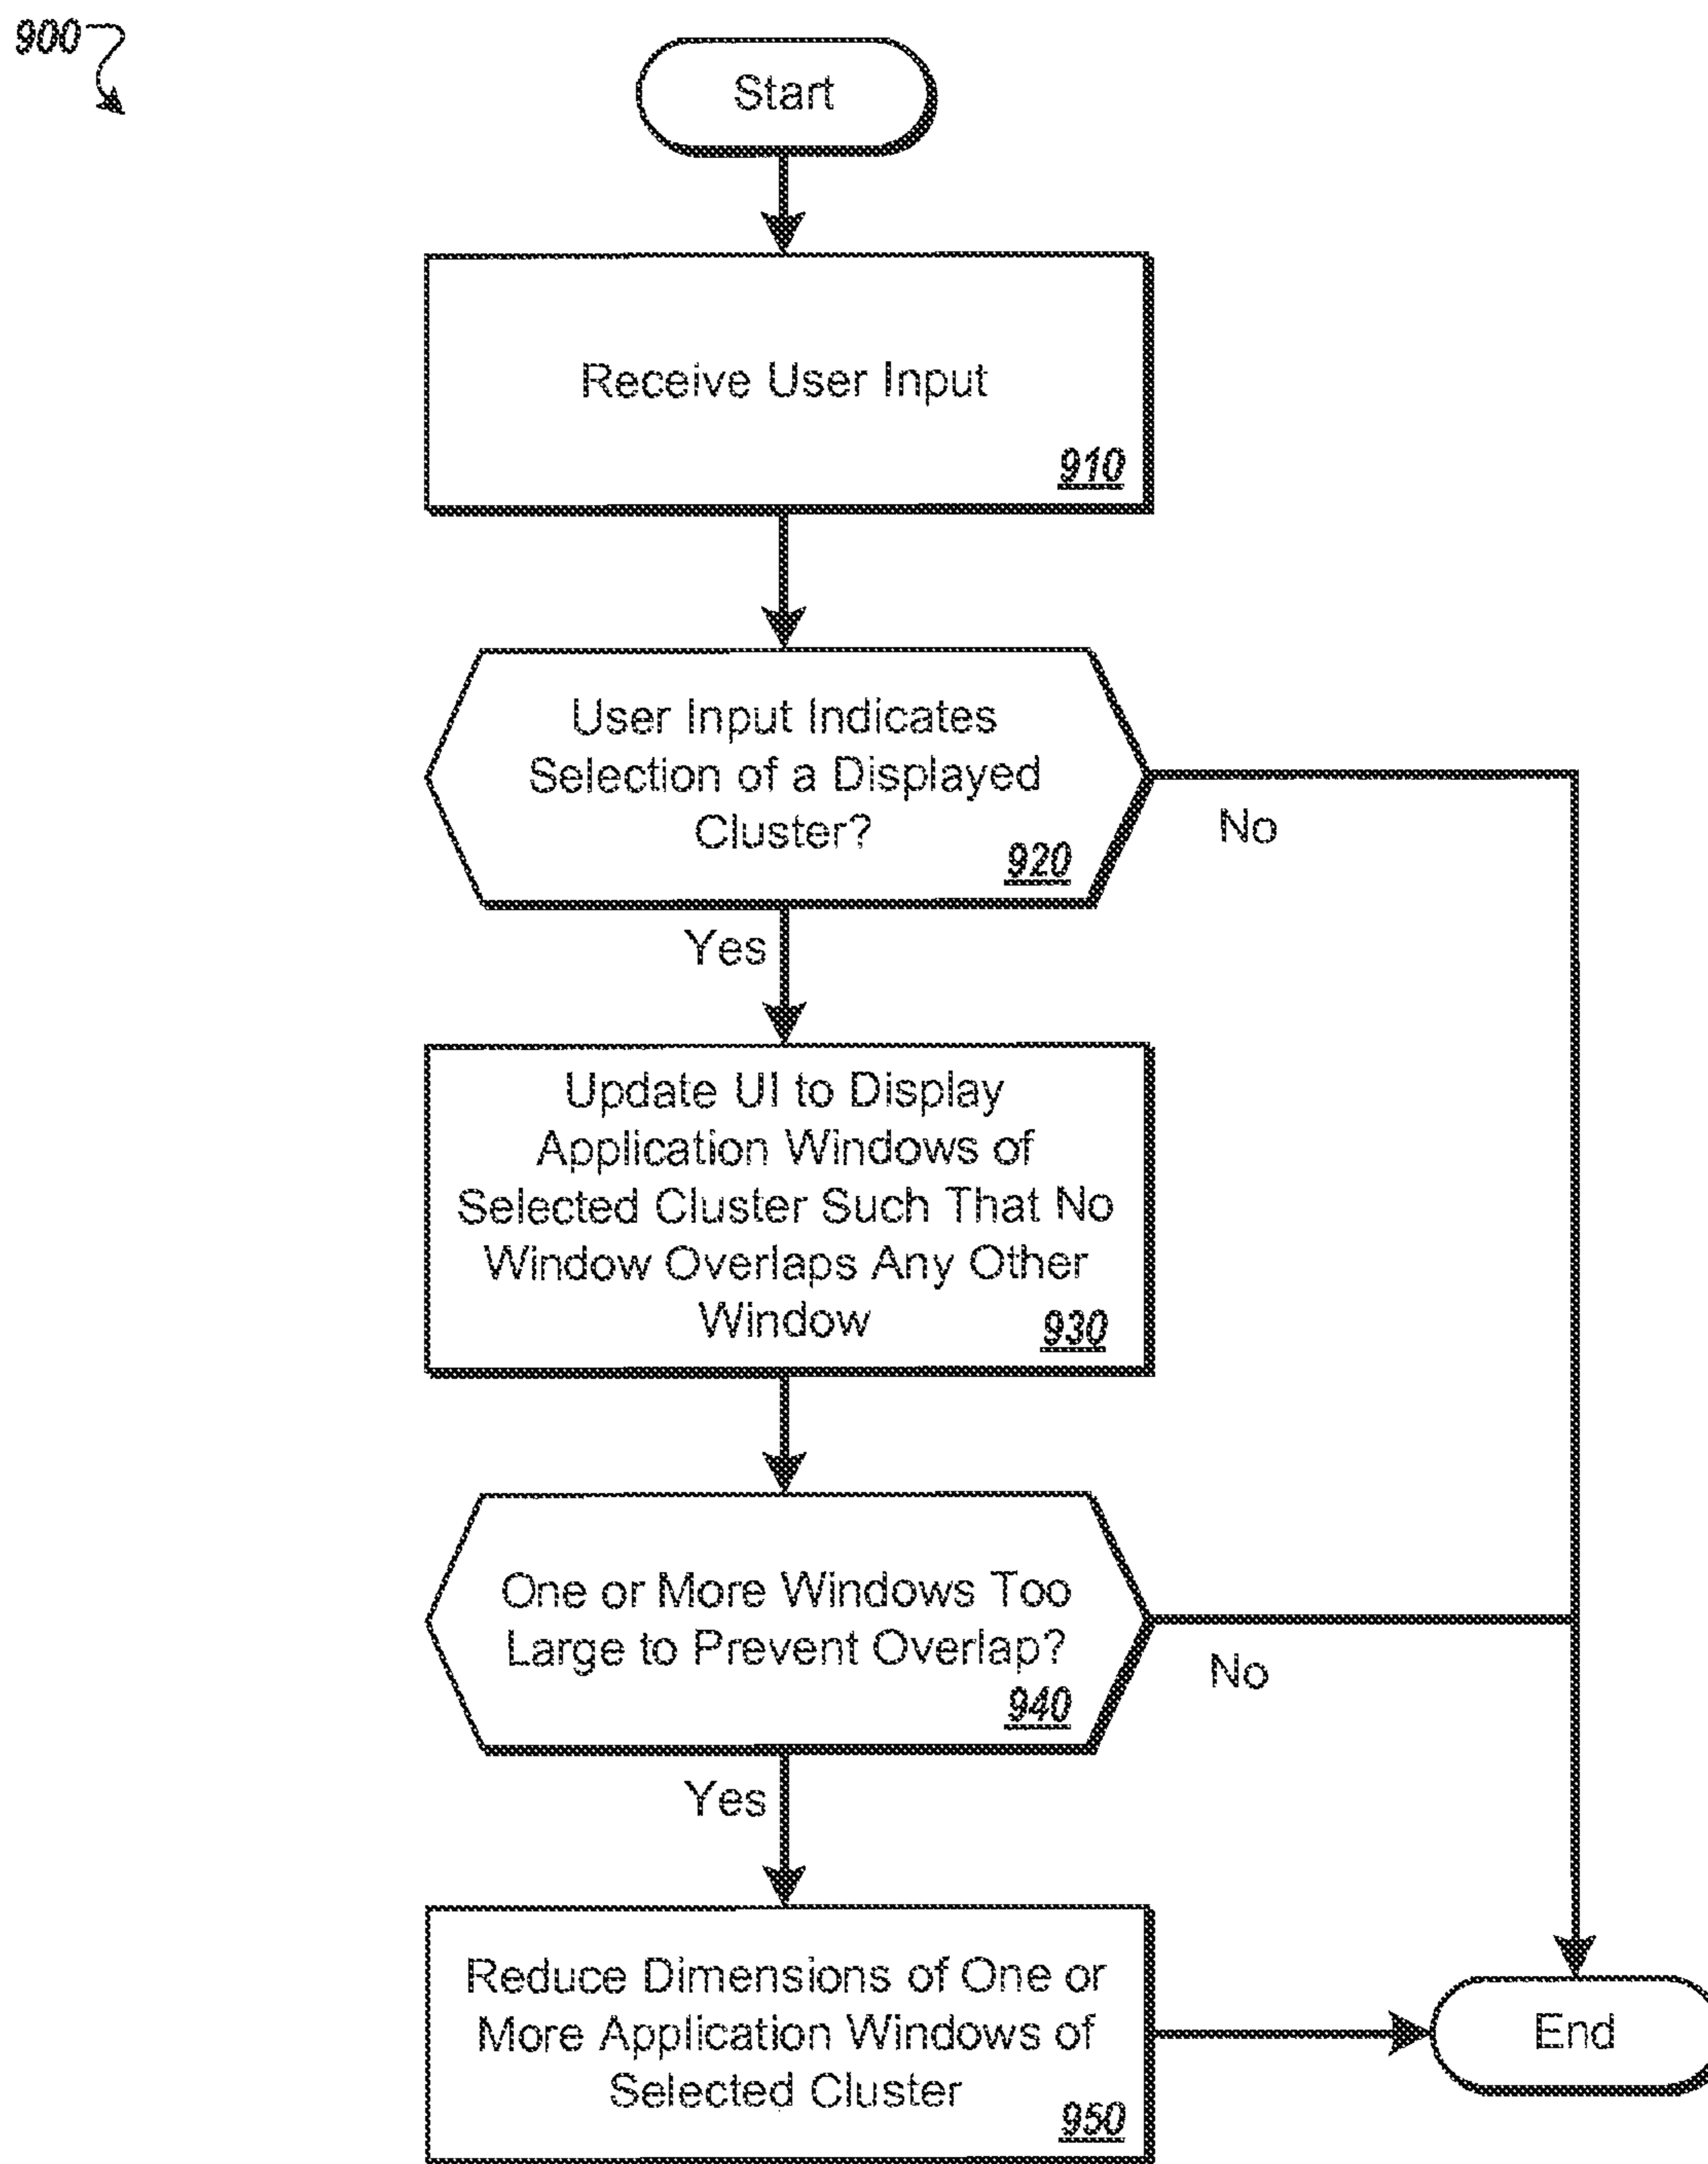 900
Start
Receive User Input
910
User Input Indicates
Selection of a Displayed
Cluster?
920
No
Yes
Update UI to Display
Application Windows of
Selected Cluster Such That No
Window Overlaps Any Other
Window
930
One or More Windows Too
Large to Prevent Overlap?
940
No
Yes
Reduce Dimensions of One or
More Application Windows of
Selected Cluster
950
End